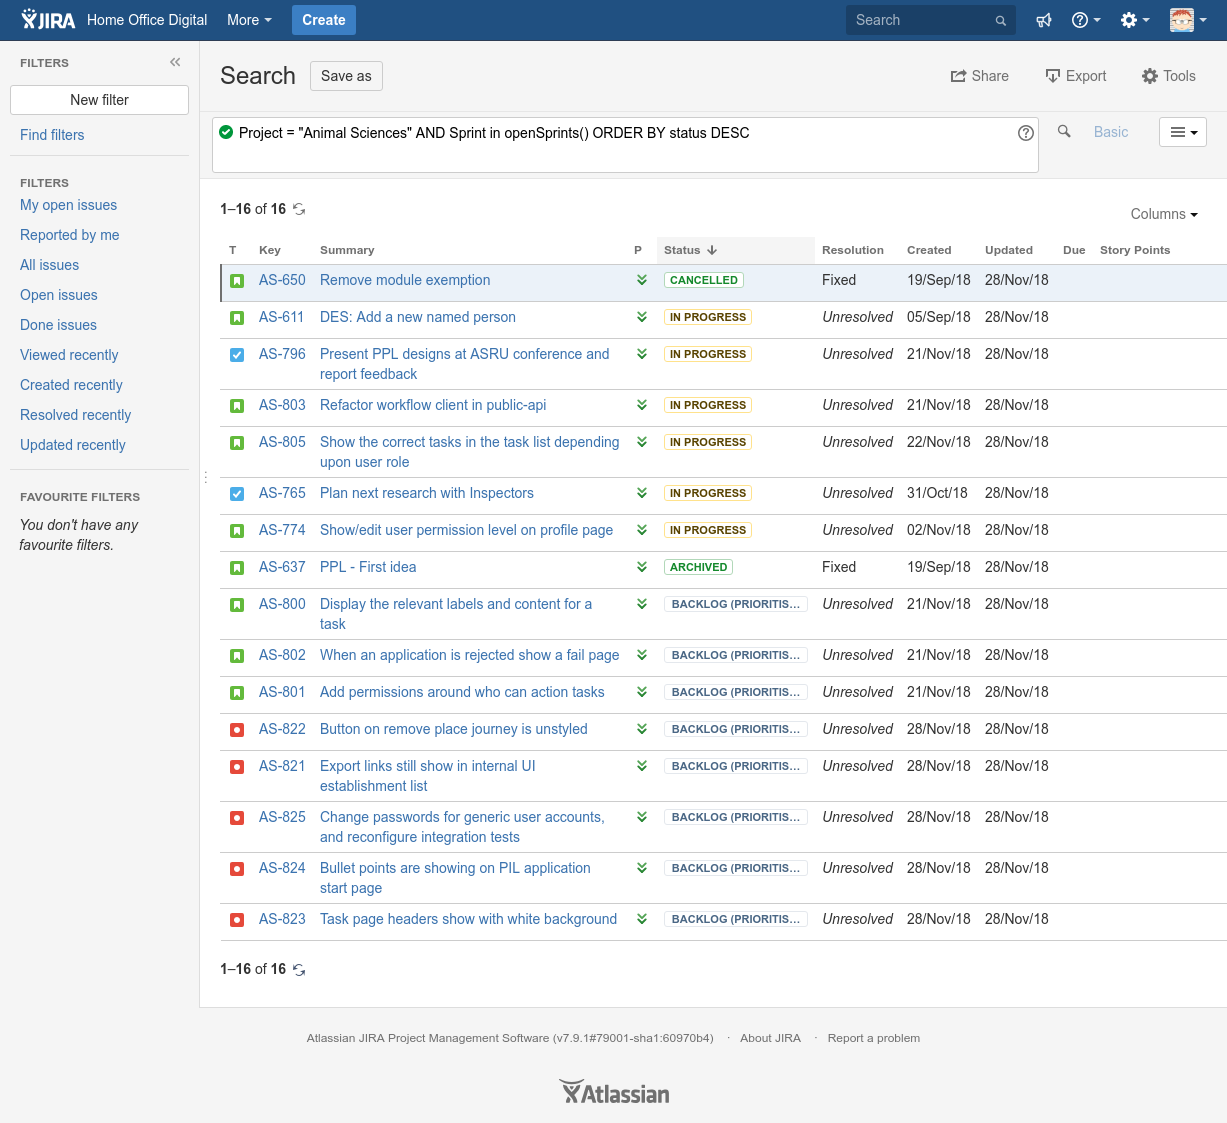 JIRA Home Office Digital More Create Search
FILTERS
New filter
Find filters
FILTERS
My open issues
Reported by me
All issues
Open issues
Done issues
Viewed recently
Created recently
Resolved recently
Updated recently
FAVOURITE FILTERS
You don't have any
favourite filters.
Search Save as Share Export Tools
Project = "Animal Sciences" AND Sprint in openSprints() ORDER BY status DESC
Basic
1–16 of 16
Columns
T Key Summary P Status Resolution Created Updated Due Story Points
AS-650 Remove module exemption CANCELLED Fixed 19/Sep/18 28/Nov/18
AS-611 DES: Add a new named person IN PROGRESS Unresolved 05/Sep/18 28/Nov/18
AS-796 Present PPL designs at ASRU conference and IN PROGRESS Unresolved 21/Nov/18 28/Nov/18
report feedback
AS-803 Refactor workflow client in public-api IN PROGRESS Unresolved 21/Nov/18 28/Nov/18
AS-805 Show the correct tasks in the task list depending IN PROGRESS Unresolved 22/Nov/18 28/Nov/18
upon user role
AS-765 Plan next research with Inspectors IN PROGRESS Unresolved 31/Oct/18 28/Nov/18
AS-774 Show/edit user permission level on profile page IN PROGRESS Unresolved 02/Nov/18 28/Nov/18
AS-637 PPL - First idea ARCHIVED Fixed 19/Sep/18 28/Nov/18
AS-800 Display the relevant labels and content for a BACKLOG (PRIORITIS... Unresolved 21/Nov/18 28/Nov/18
task
AS-802 When an application is rejected show a fail page BACKLOG (PRIORITIS... Unresolved 21/Nov/18 28/Nov/18
AS-801 Add permissions around who can action tasks BACKLOG (PRIORITIS... Unresolved 21/Nov/18 28/Nov/18
AS-822 Button on remove place journey is unstyled BACKLOG (PRIORITIS... Unresolved 28/Nov/18 28/Nov/18
AS-821 Export links still show in internal UI BACKLOG (PRIORITIS... Unresolved 28/Nov/18 28/Nov/18
establishment list
AS-825 Change passwords for generic user accounts, BACKLOG (PRIORITIS... Unresolved 28/Nov/18 28/Nov/18
and reconfigure integration tests
AS-824 Bullet points are showing on PIL application BACKLOG (PRIORITIS... Unresolved 28/Nov/18 28/Nov/18
start page
AS-823 Task page headers show with white background BACKLOG (PRIORITIS... Unresolved 28/Nov/18 28/Nov/18
1–16 of 16
Atlassian JIRA Project Management Software (v7.9.1#79001-sha1:60970b4) · About JIRA · Report a problem
Atlassian